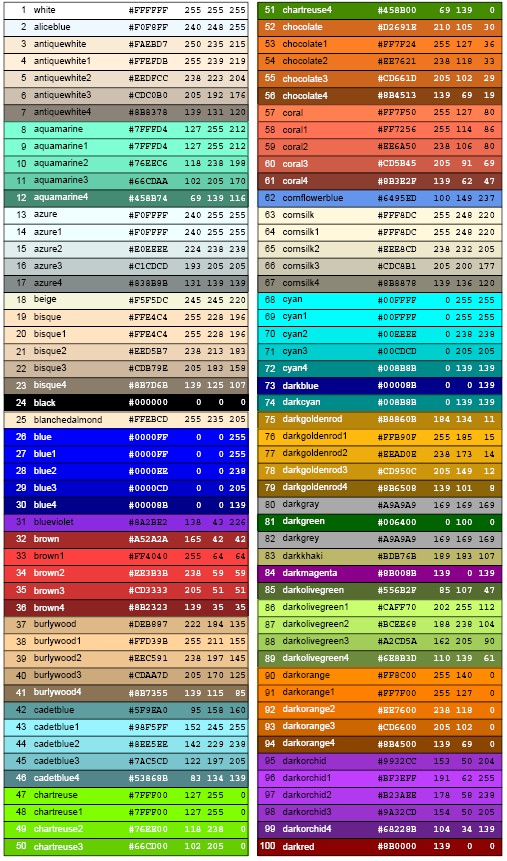 1 white #FFFFFF 255 255 255
2 aliceblue #F0F8FF 240 248 255
3 antiquewhite #FAEBD7 250 235 215
4 antiquewhite1 #FFEFDB 255 239 219
5 antiquewhite2 #EEDFCC 238 223 204
6 antiquewhite3 #CDC0B0 205 192 176
7 antiquewhite4 #8B8378 139 131 120
8 aquamarine #7FFFD4 127 255 212
9 aquamarine1 #7FFFD4 127 255 212
10 aquamarine2 #76EEC6 118 238 198
11 aquamarine3 #66CDAA 102 205 170
12 aquamarine4 #458B74 69 139 116
13 azure #F0FFFF 240 255 255
14 azure1 #F0FFFF 240 255 255
15 azure2 #E0EEEE 224 238 238
16 azure3 #C1CDCD 193 205 205
17 azure4 #838B8B 131 139 139
18 beige #F5F5DC 245 245 220
19 bisque #FFE4C4 255 228 196
20 bisque1 #FFE4C4 255 228 196
21 bisque2 #EED5B7 238 213 183
22 bisque3 #CDB79E 205 183 158
23 bisque4 #8B7D6B 139 125 107
24 black #000000 0 0 0
25 blanchedalmond #FFEBCD 255 235 205
26 blue #0000FF 0 0 255
27 blue1 #0000FF 0 0 255
28 blue2 #0000EE 0 0 238
29 blue3 #0000CD 0 0 205
30 blue4 #00008B 0 0 139
31 blueviolet #8A2BE2 138 43 226
32 brown #A52A2A 165 42 42
33 brown1 #FF4040 255 64 64
34 brown2 #EE3B3B 238 59 59
35 brown3 #CD3333 205 51 51
36 brown4 #8B2323 139 35 35
37 burlywood #DEB887 222 184 135
38 burlywood1 #FFD39B 255 211 155
39 burlywood2 #EEC591 238 197 145
40 burlywood3 #CDAA7D 205 170 125
41 burlywood4 #8B7355 139 115 85
42 cadetblue #5F9EA0 95 158 160
43 cadetblue1 #98F5FF 152 245 255
44 cadetblue2 #8EE5EE 142 229 238
45 cadetblue3 #7AC5CD 122 197 205
46 cadetblue4 #53868B 83 134 139
47 chartreuse #7FFF00 127 255 0
48 chartreuse1 #7FFF00 127 255 0
49 chartreuse2 #76EE00 118 238 0
50 chartreuse3 #66CD00 102 205 0
51 chartreuse4 #458B00 69 139 0
52 chocolate #D2691E 210 105 30
53 chocolate1 #FF7F24 255 127 36
54 chocolate2 #EE7621 238 118 33
55 chocolate3 #CD661D 205 102 29
56 chocolate4 #8B4513 139 69 19
57 coral #FF7F50 255 127 80
58 coral1 #FF7256 255 114 86
59 coral2 #EE6A50 238 106 80
60 coral3 #CD5B45 205 91 69
61 coral4 #8B3E2F 139 62 47
62 cornflowerblue #6495ED 100 149 237
63 cornsilk #FFF8DC 255 248 220
64 cornsilk1 #FFF8DC 255 248 220
65 cornsilk2 #EEE8CD 238 232 205
66 cornsilk3 #CDC8B1 205 200 177
67 cornsilk4 #8B8878 139 136 120
68 cyan #00FFFF 0 255 255
69 cyan1 #00FFFF 0 255 255
70 cyan2 #00EEEE 0 238 238
71 cyan3 #00CDCD 0 205 205
72 cyan4 #008B8B 0 139 139
73 darkblue #00008B 0 0 139
74 darkcyan #008B8B 0 139 139
75 darkgoldenrod #B8860B 184 134 11
76 darkgoldenrod1 #FFB90F 255 185 15
77 darkgoldenrod2 #EEAD0E 238 173 14
78 darkgoldenrod3 #CD950C 205 149 12
79 darkgoldenrod4 #8B6508 139 101 8
80 darkgray #A9A9A9 169 169 169
81 darkgreen #006400 0 100 0
82 darkgrey #A9A9A9 169 169 169
83 darkkhaki #BDB76B 189 183 107
84 darkmagenta #8B008B 139 0 139
85 darkolivegreen #556B2F 85 107 47
86 darkolivegreen1 #CAFF70 202 255 112
87 darkolivegreen2 #BCEE68 188 238 104
88 darkolivegreen3 #A2CD5A 162 205 90
89 darkolivegreen4 #6E8B3D 110 139 61
90 darkorange #FF8C00 255 140 0
91 darkorange1 #FF7F00 255 127 0
92 darkorange2 #EE7600 238 118 0
93 darkorange3 #CD6600 205 102 0
94 darkorange4 #8B4500 139 69 0
95 darkorchid #9932CC 153 50 204
96 darkorchid1 #BF3EFF 191 62 255
97 darkorchid2 #B23AEE 178 58 238
98 darkorchid3 #9A32CD 154 50 205
99 darkorchid4 #68228B 104 34 139
100 darkred #8B0000 139 0 0